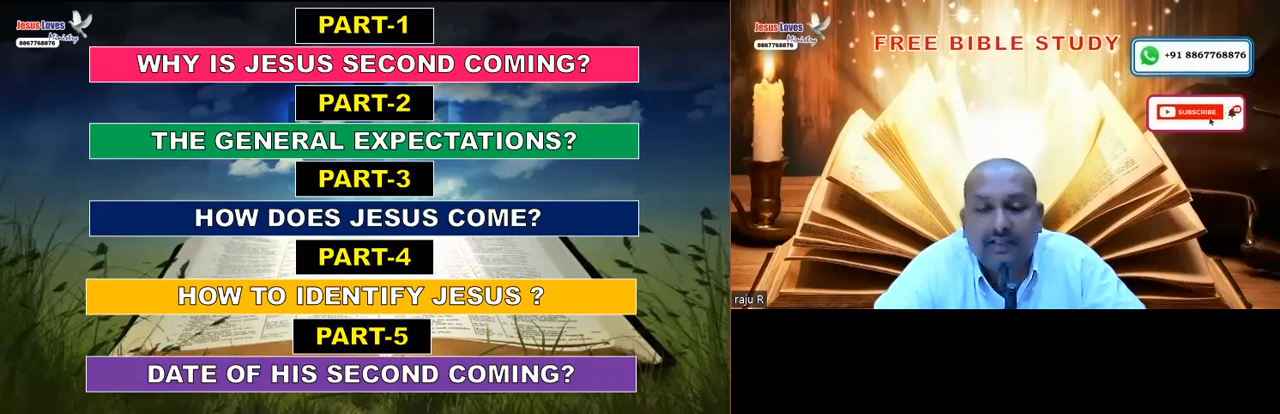 Jesus Loves
Ministry
8867768876
PART-1
WHY IS JESUS SECOND COMING?
PART-2
THE GENERAL EXPECTATIONS?
PART-3
HOW DOES JESUS COME?
PART-4
HOW TO IDENTIFY JESUS ?
PART-5
DATE OF HIS SECOND COMING?
Jesus Loves
Ministry
8867768876
FREE BIBLE STUDY
+91 8867768876
SUBSCRIBE
raju R